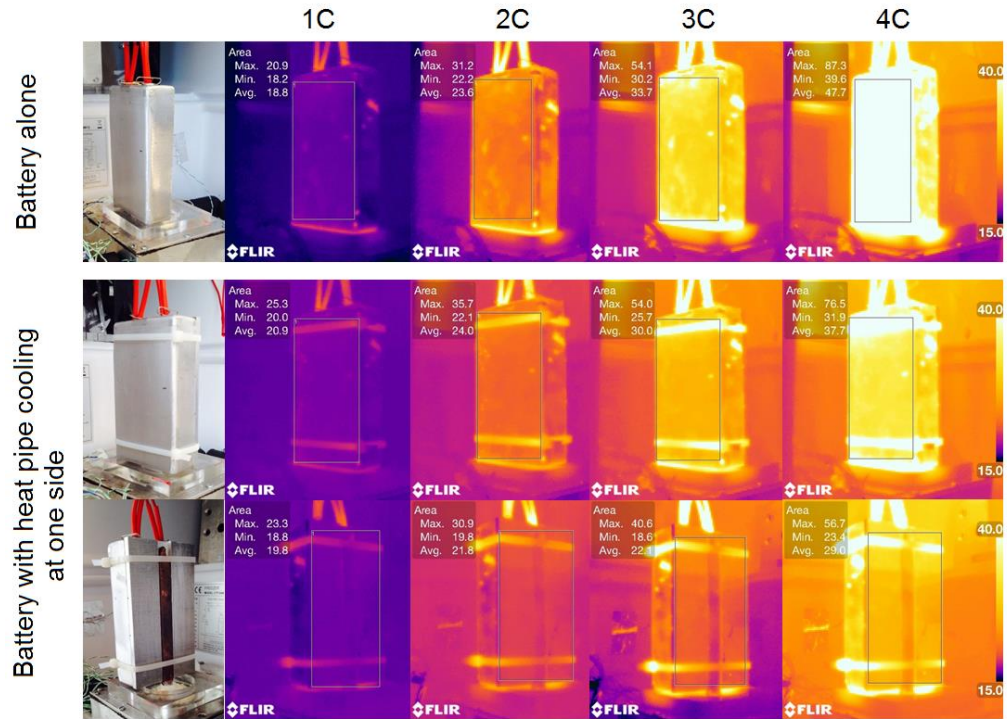 1C 2C 3C 4C
Battery alone
Area
Max. 20.9
Min. 18.2
Avg. 18.8
FLIR
Area
Max. 31.2
Min. 22.2
Avg. 23.6
FLIR
Area
Max. 54.1
Min. 30.2
Avg. 33.7
FLIR
Area
Max. 87.3
Min. 39.6
Avg. 47.7
40.0
15.0
FLIR
Battery with heat pipe cooling
at one side
Area
Max. 25.3
Min. 20.0
Avg. 20.9
FLIR
Area
Max. 35.7
Min. 22.1
Avg. 24.0
FLIR
Area
Max. 54.0
Min. 25.7
Avg. 30.0
FLIR
Area
Max. 76.5
Min. 31.9
Avg. 37.7
40.0
15.0
FLIR
Area
Max. 23.3
Min. 18.8
Avg. 19.8
FLIR
Area
Max. 30.9
Min. 19.8
Avg. 21.8
FLIR
Area
Max. 40.6
Min. 18.6
Avg. 22.1
FLIR
Area
Max. 56.7
Min. 23.4
Avg. 29.0
40.0
15.0
FLIR